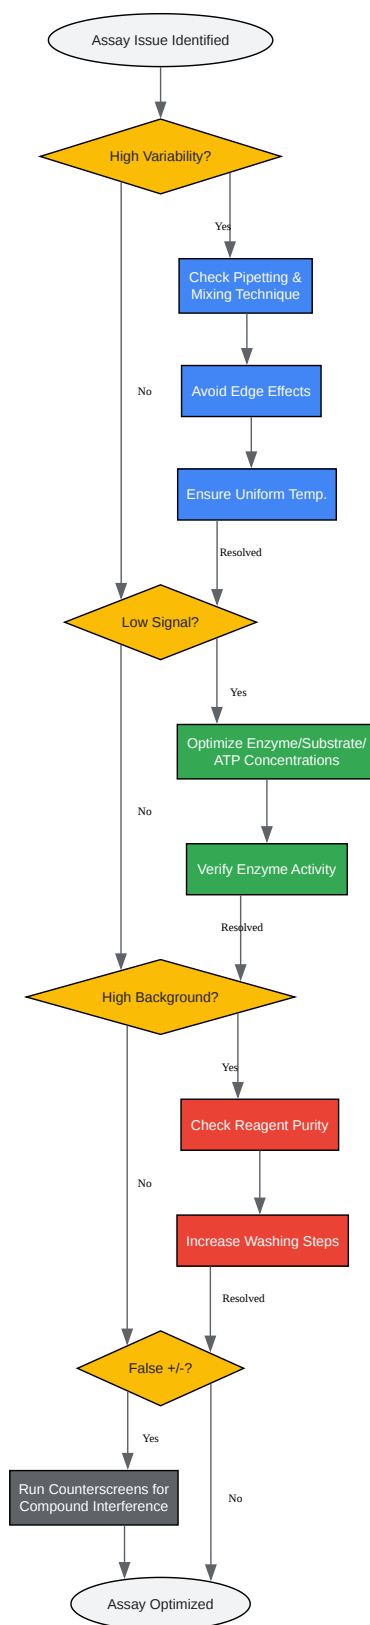 Assay Issue Identified
High Variability?
Yes
Check Pipetting &
Mixing Technique
No
Avoid Edge Effects
Ensure Uniform Temp.
Resolved
Low Signal?
Yes
Optimize Enzyme/Substrate/
ATP Concentrations
No
Verify Enzyme Activity
Resolved
High Background?
Yes
Check Reagent Purity
No
Increase Washing Steps
Resolved
False +/-?
Yes
Run Counterscreens for
Compound Interference
No
Assay Optimized